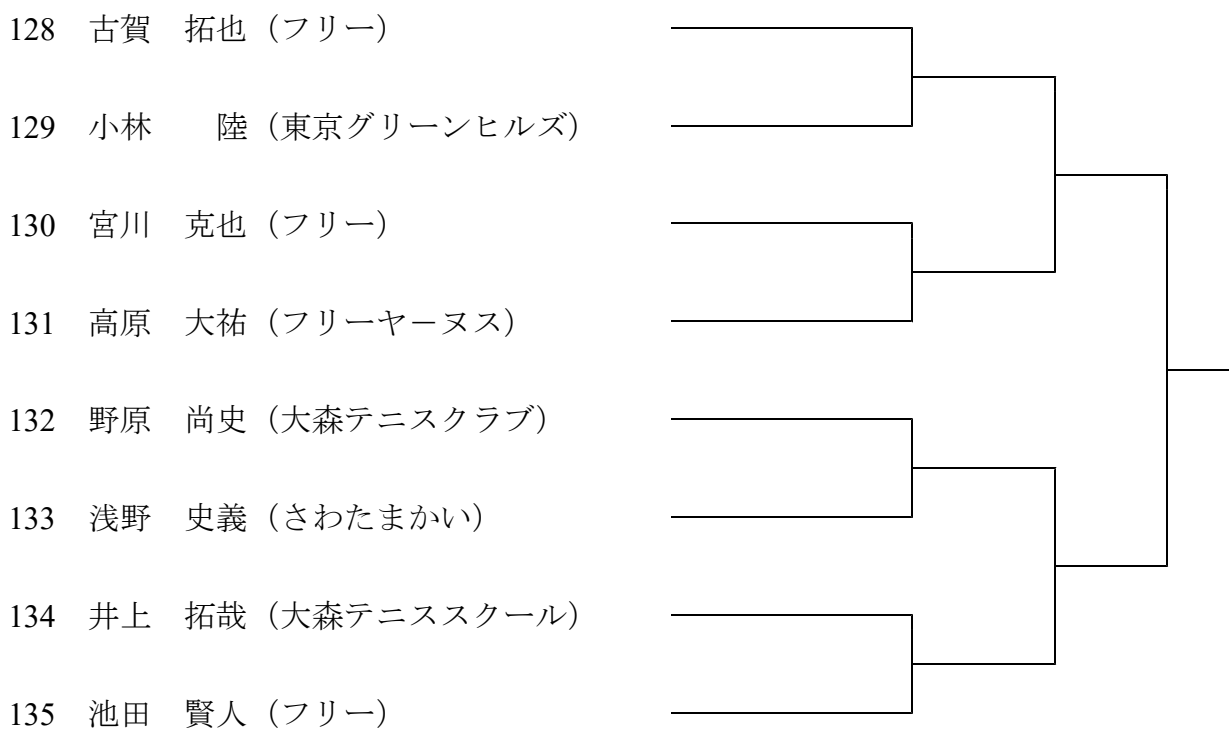 128 古賀 拓也（フリー）
129 小林 陸（東京グリーンヒルズ）
130 宮川 克也（フリー）
131 高原 大祐（フリーヤーヌス）
132 野原 尚史（大森テニスクラブ）
133 浅野 史義（さわたまかい）
134 井上 拓哉（大森テニススクール）
135 池田 賢人（フリー）